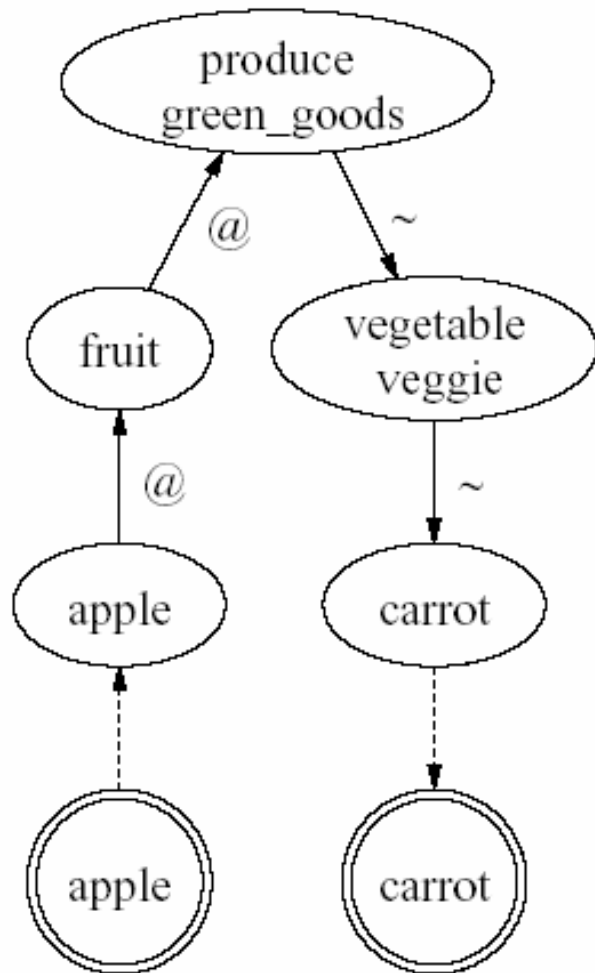 produce
green_goods
@
~
fruit
vegetable
veggie
@
~
apple
carrot
apple
carrot